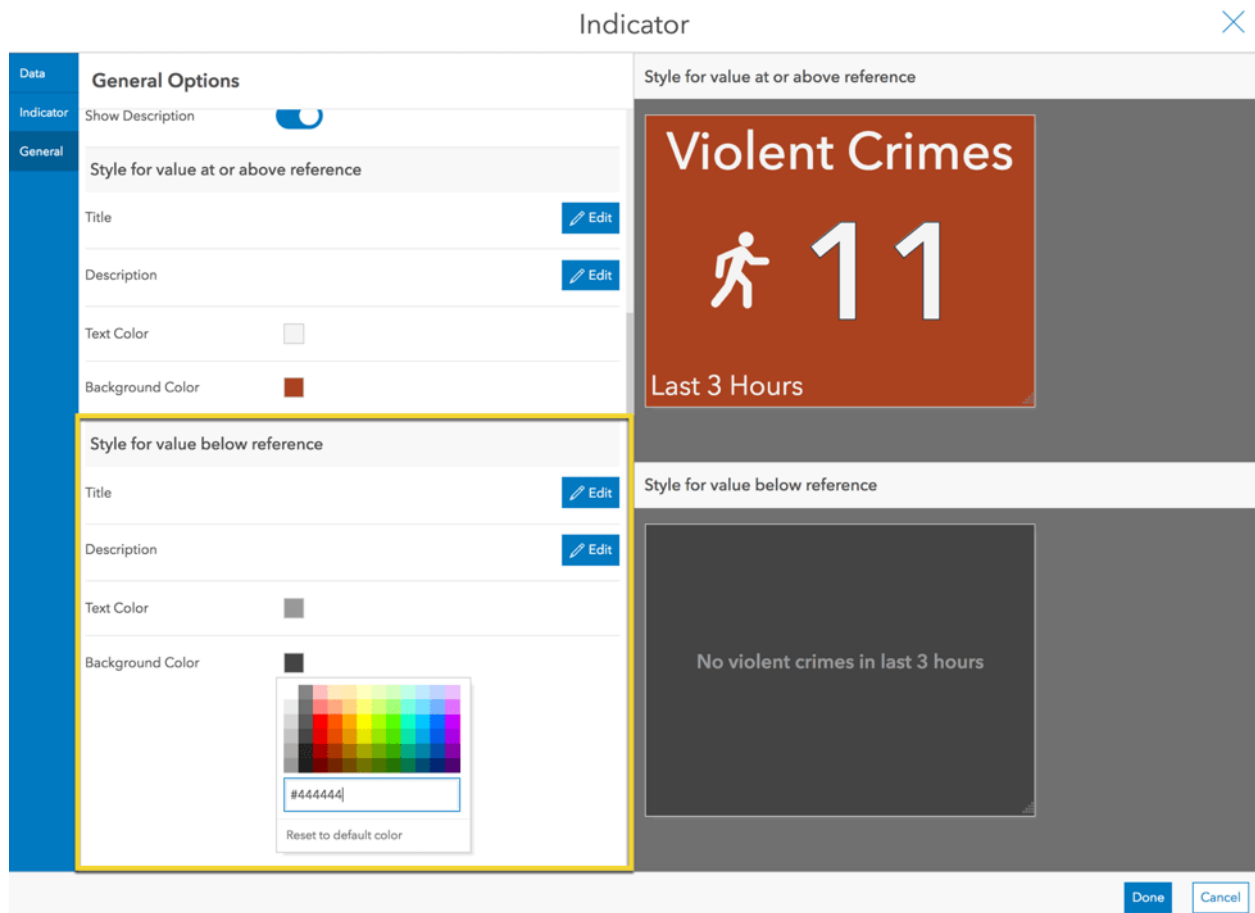 Indicator
Data
Indicator
General
General Options
Show Description
Style for value at or above reference
Title
Edit
Description
Edit
Text Color
Background Color
Style for value below reference
Title
Edit
Description
Edit
Text Color
Background Color
#444444
Reset to default color
Style for value at or above reference
Violent Crimes
11
Last 3 Hours
Style for value below reference
No violent crimes in last 3 hours
Done
Cancel